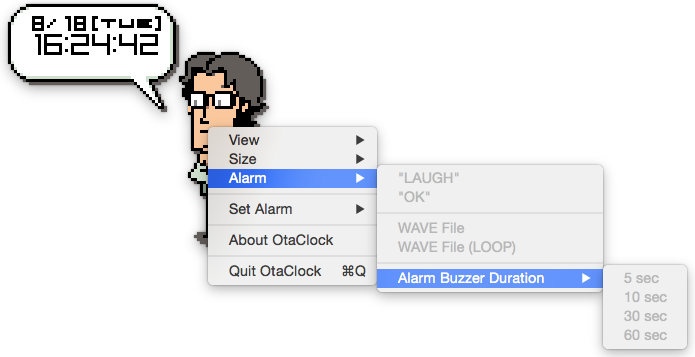 8/18[TUE]
16:24:42
View
Size
Alarm
Set Alarm
About OtaClock
Quit OtaClock ⌘Q
"LAUGH"
"OK"
WAVE File
WAVE File (LOOP)
Alarm Buzzer Duration
5 sec
10 sec
30 sec
60 sec